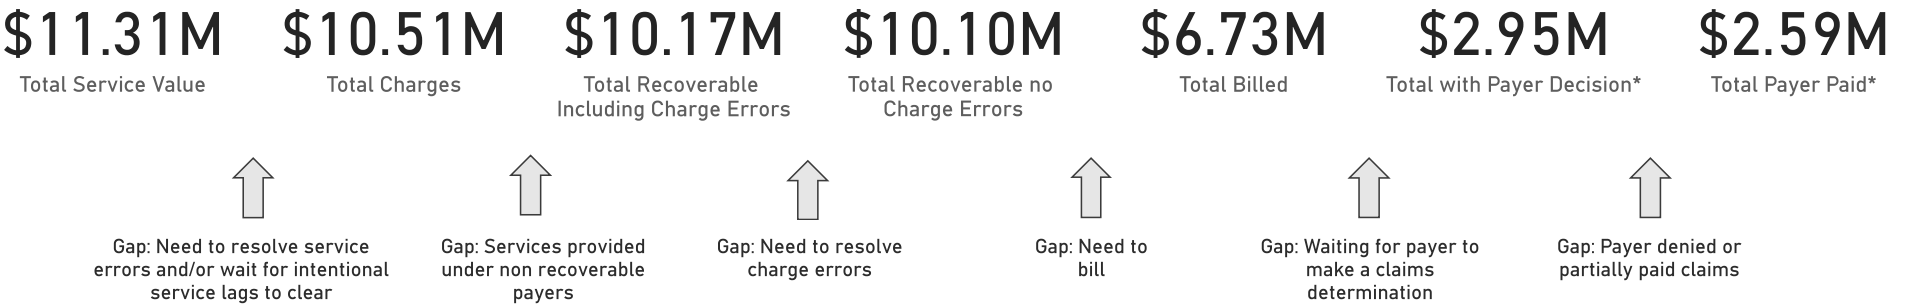 $11.31M
Total Service Value
$10.51M
Total Charges
$10.17M
Total Recoverable
Including Charge Errors
$10.10M
Total Recoverable no
Charge Errors
$6.73M
Total Billed
$2.95M
Total with Payer Decision*
$2.59M
Total Payer Paid*
Gap: Need to resolve service
errors and/or wait for intentional
service lags to clear
Gap: Services provided
under non recoverable
payers
Gap: Need to resolve
charge errors
Gap: Need to
bill
Gap: Waiting for payer to
make a claims
determination
Gap: Payer denied or
partially paid claims